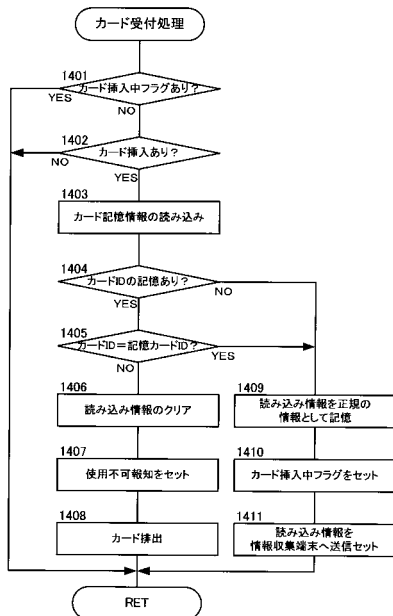 カード受付処理
1401
カード挿入中フラグあり?
YES
NO
1402
カード挿入あり?
NO
YES
1403
カード記憶情報の読み込み
1404
カードIDの記憶あり?
NO
YES
1405
カードID=記憶カードID?
YES
NO
1406
読み込み情報のクリア
1409
読み込み情報を正規の
情報として記憶
1407
使用不可報知をセット
1410
カード挿入中フラグをセット
1408
カード排出
1411
読み込み情報を
情報収集端末へ送信セット
RET